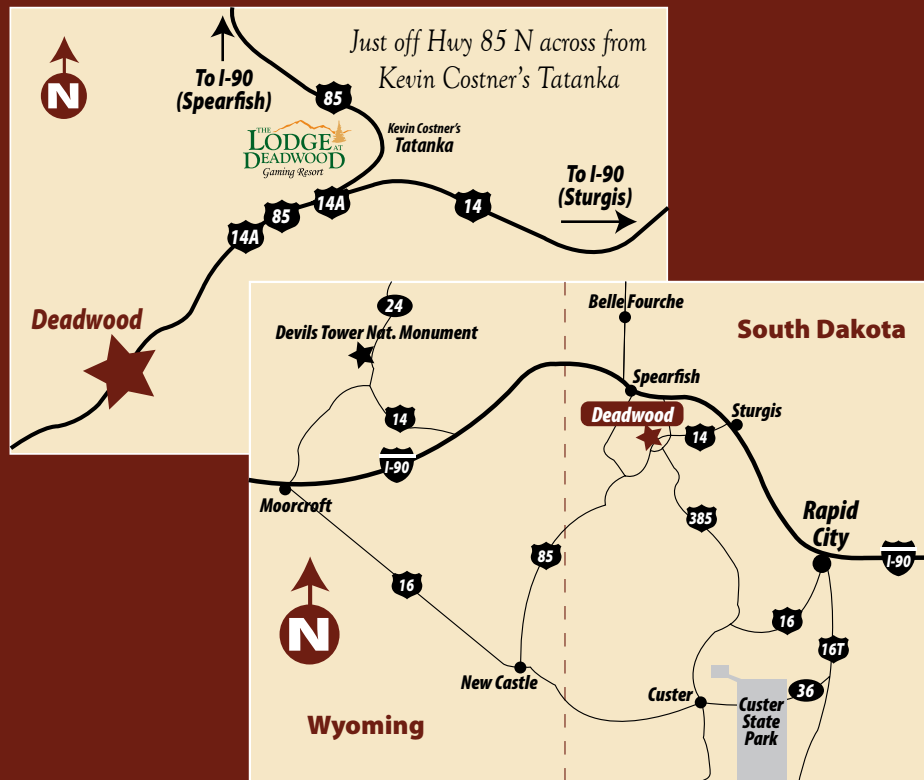 Just off Hwy 85 N across from
Kevin Costner's Tatanka
N
To I-90
(Spearfish)
85
THE
LODGE AT
DEADWOOD
Gaming Resort
Kevin Costner's
Tatanka
To I-90
(Sturgis)
14A
85
14A
14
Deadwood
24
Devils Tower Nat. Monument
Belle Fourche
South Dakota
Spearfish
Deadwood
Sturgis
14
14
I-90
Moorcroft
Rapid
City
385
85
I-90
16
16
N
16T
New Castle
Custer
36
Custer
State
Park
Wyoming